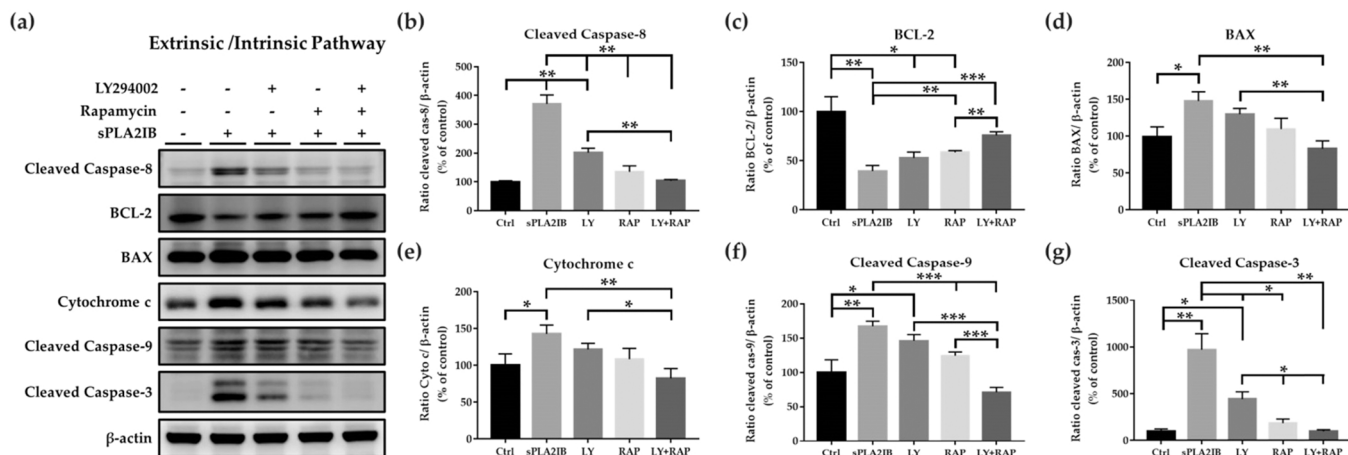 (a)
Extrinsic /Intrinsic Pathway
LY294002 - - + - +
Rapamycin - - - + +
sPLA2IB - + + + +
Cleaved Caspase-8
BCL-2
BAX
Cytochrome c
Cleaved Caspase-9
Cleaved Caspase-3
β-actin
(b)
Cleaved Caspase-8
Ratio cleaved cas-8/ β-actin
(% of control)
500
400
300
200
100
0
**
**
**
Ctrl sPLA2IB LY RAP LY+RAP
(c)
BCL-2
Ratio BCL-2/ β-actin
(% of control)
150
100
50
0
*
**
***
**
**
Ctrl sPLA2IB LY RAP LY+RAP
(d)
BAX
Ratio BAX/ β-actin
(% of control)
200
150
100
50
0
**
*
**
Ctrl sPLA2IB LY RAP LY+RAP
(e)
Cytochrome c
Ratio Cyto c/ β-actin
(% of control)
200
150
100
50
0
**
*
*
Ctrl sPLA2IB LY RAP LY+RAP
(f)
Cleaved Caspase-9
Ratio cleaved cas-9/ β-actin
(% of control)
200
150
100
50
0
***
*
**
***
***
Ctrl sPLA2IB LY RAP LY+RAP
(g)
Cleaved Caspase-3
Ratio cleaved cas-3/ β-actin
(% of control)
1500
1000
500
0
**
*
*
**
*
Ctrl sPLA2IB LY RAP LY+RAP